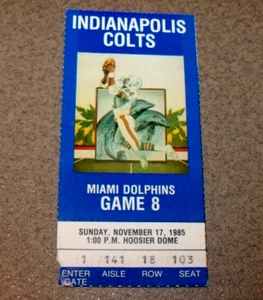 INDIANAPOLIS
COLTS
MIAMI DOLPHINS
GAME 8
SUNDAY, NOVEMBER 17, 1985
1:00 P.M. HOOSIER DOME
1 141 18 103
ENTER AISLE ROW SEAT
GATE